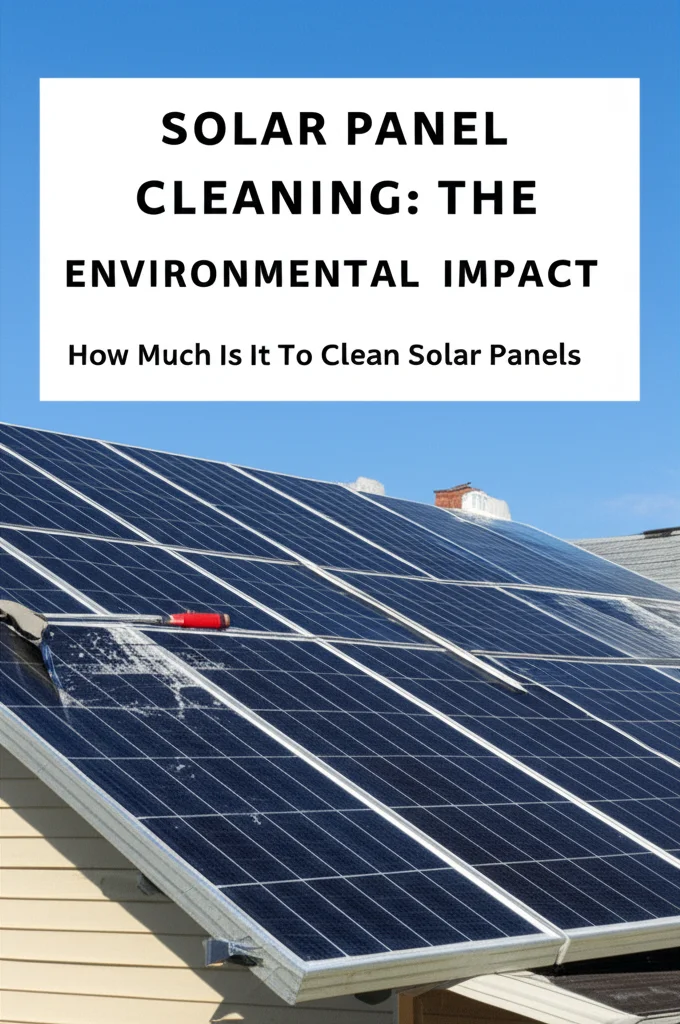 SOLAR PANEL
CLEANING: THE
ENVIRONMENTAL IMPACT
How Much Is It To Clean Solar Panels